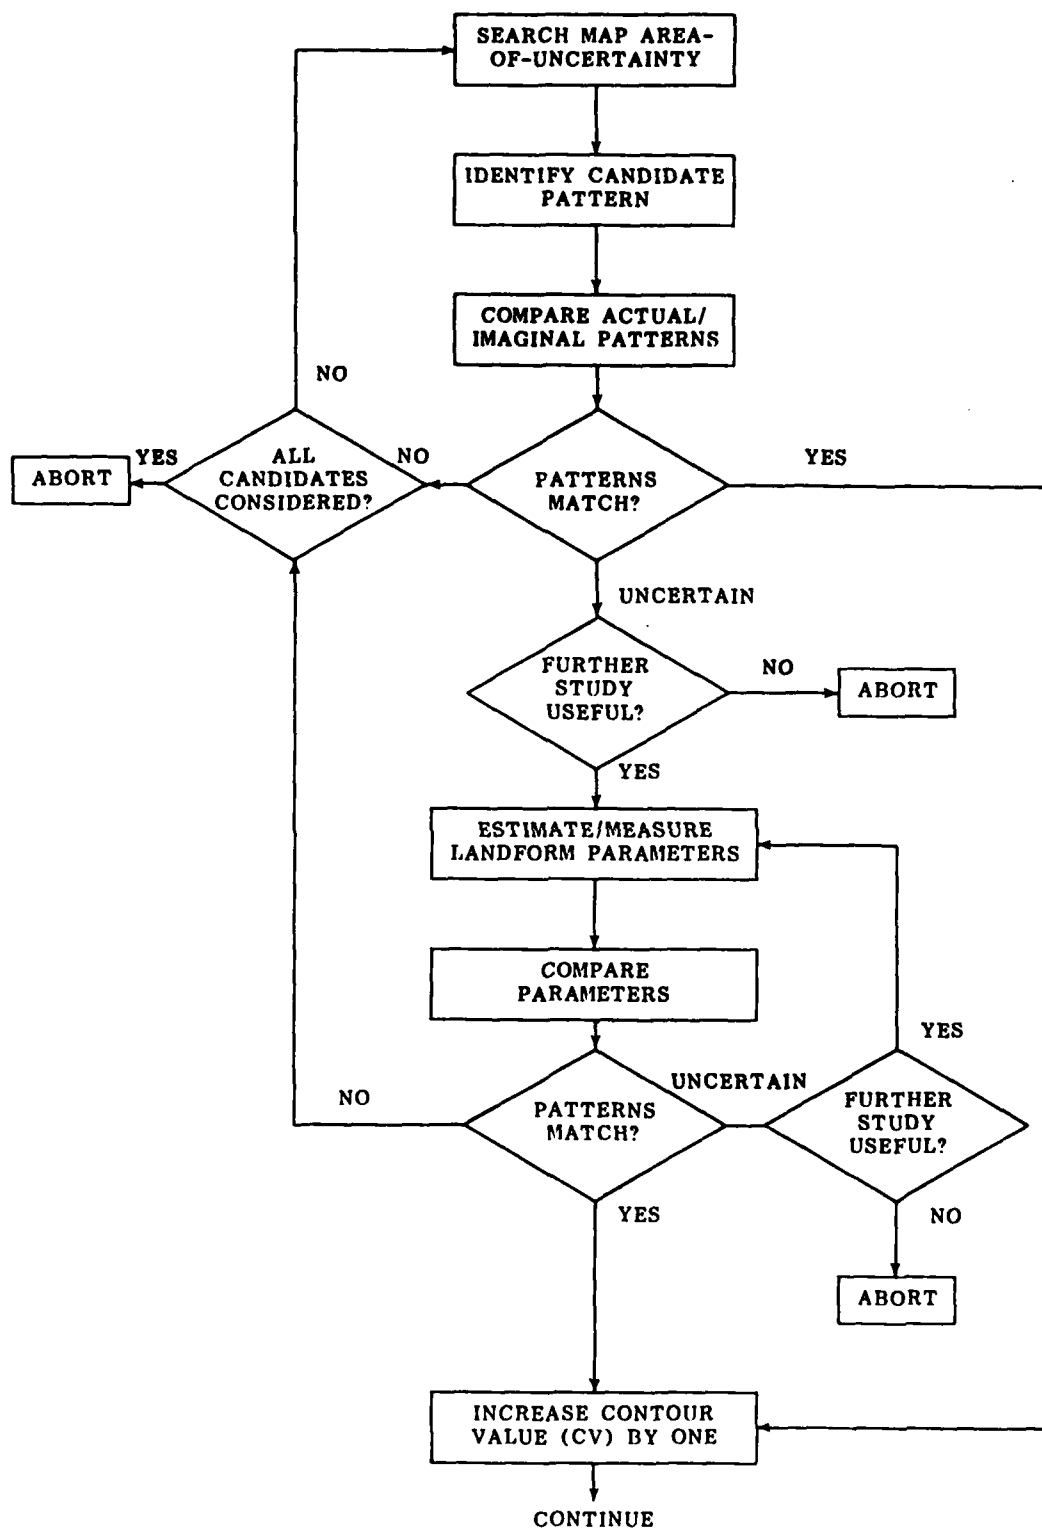 SEARCH MAP AREA-
OF-UNCERTAINTY
IDENTIFY CANDIDATE
PATTERN
COMPARE ACTUAL/
IMAGINAL PATTERNS
NO
ABORT
YES
ALL
CANDIDATES
CONSIDERED?
NO
PATTERNS
MATCH?
YES
UNCERTAIN
FURTHER
STUDY
USEFUL?
NO
ABORT
YES
ESTIMATE/MEASURE
LANDFORM PARAMETERS
COMPARE
PARAMETERS
YES
NO
PATTERNS
MATCH?
UNCERTAIN
FURTHER
STUDY
USEFUL?
YES
NO
ABORT
INCREASE CONTOUR
VALUE (CV) BY ONE
CONTINUE